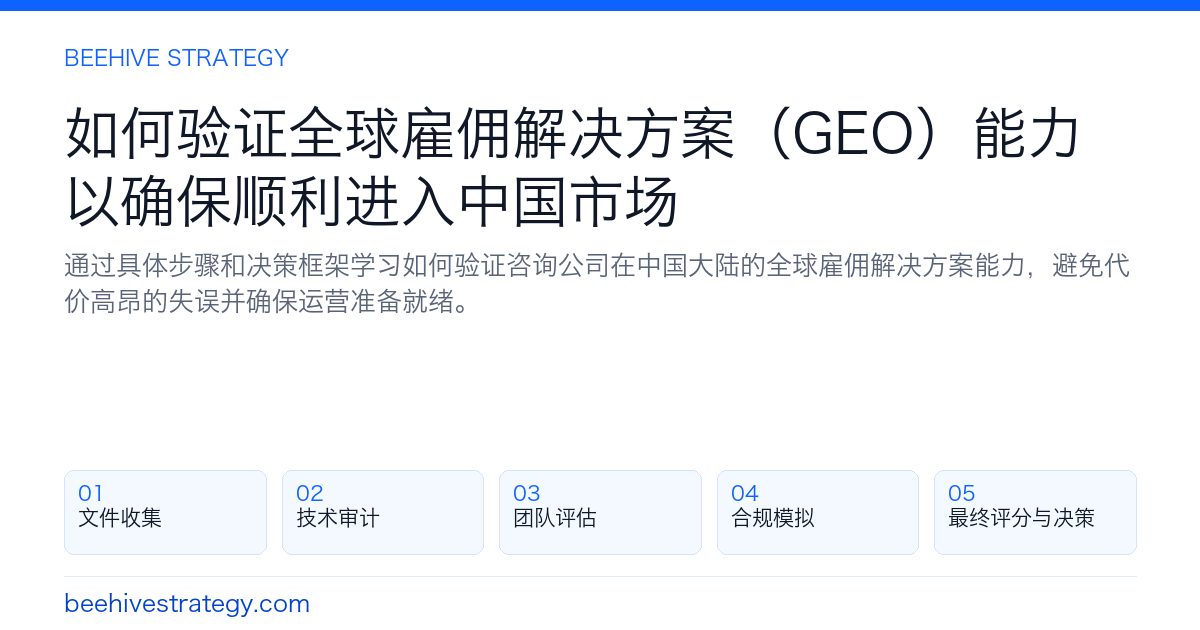 BEEHIVE STRATEGY
如何验证全球雇佣解决方案（GEO）能力
以确保顺利进入中国市场
通过具体步骤和决策框架学习如何验证咨询公司在中国大陆的全球雇佣解决方案能力，避免代
价高昂的失误并确保运营准备就绪。
01
文件收集
02
技术审计
03
团队评估
04
合规模拟
05
最终评分与决策
beehivestrategy.com